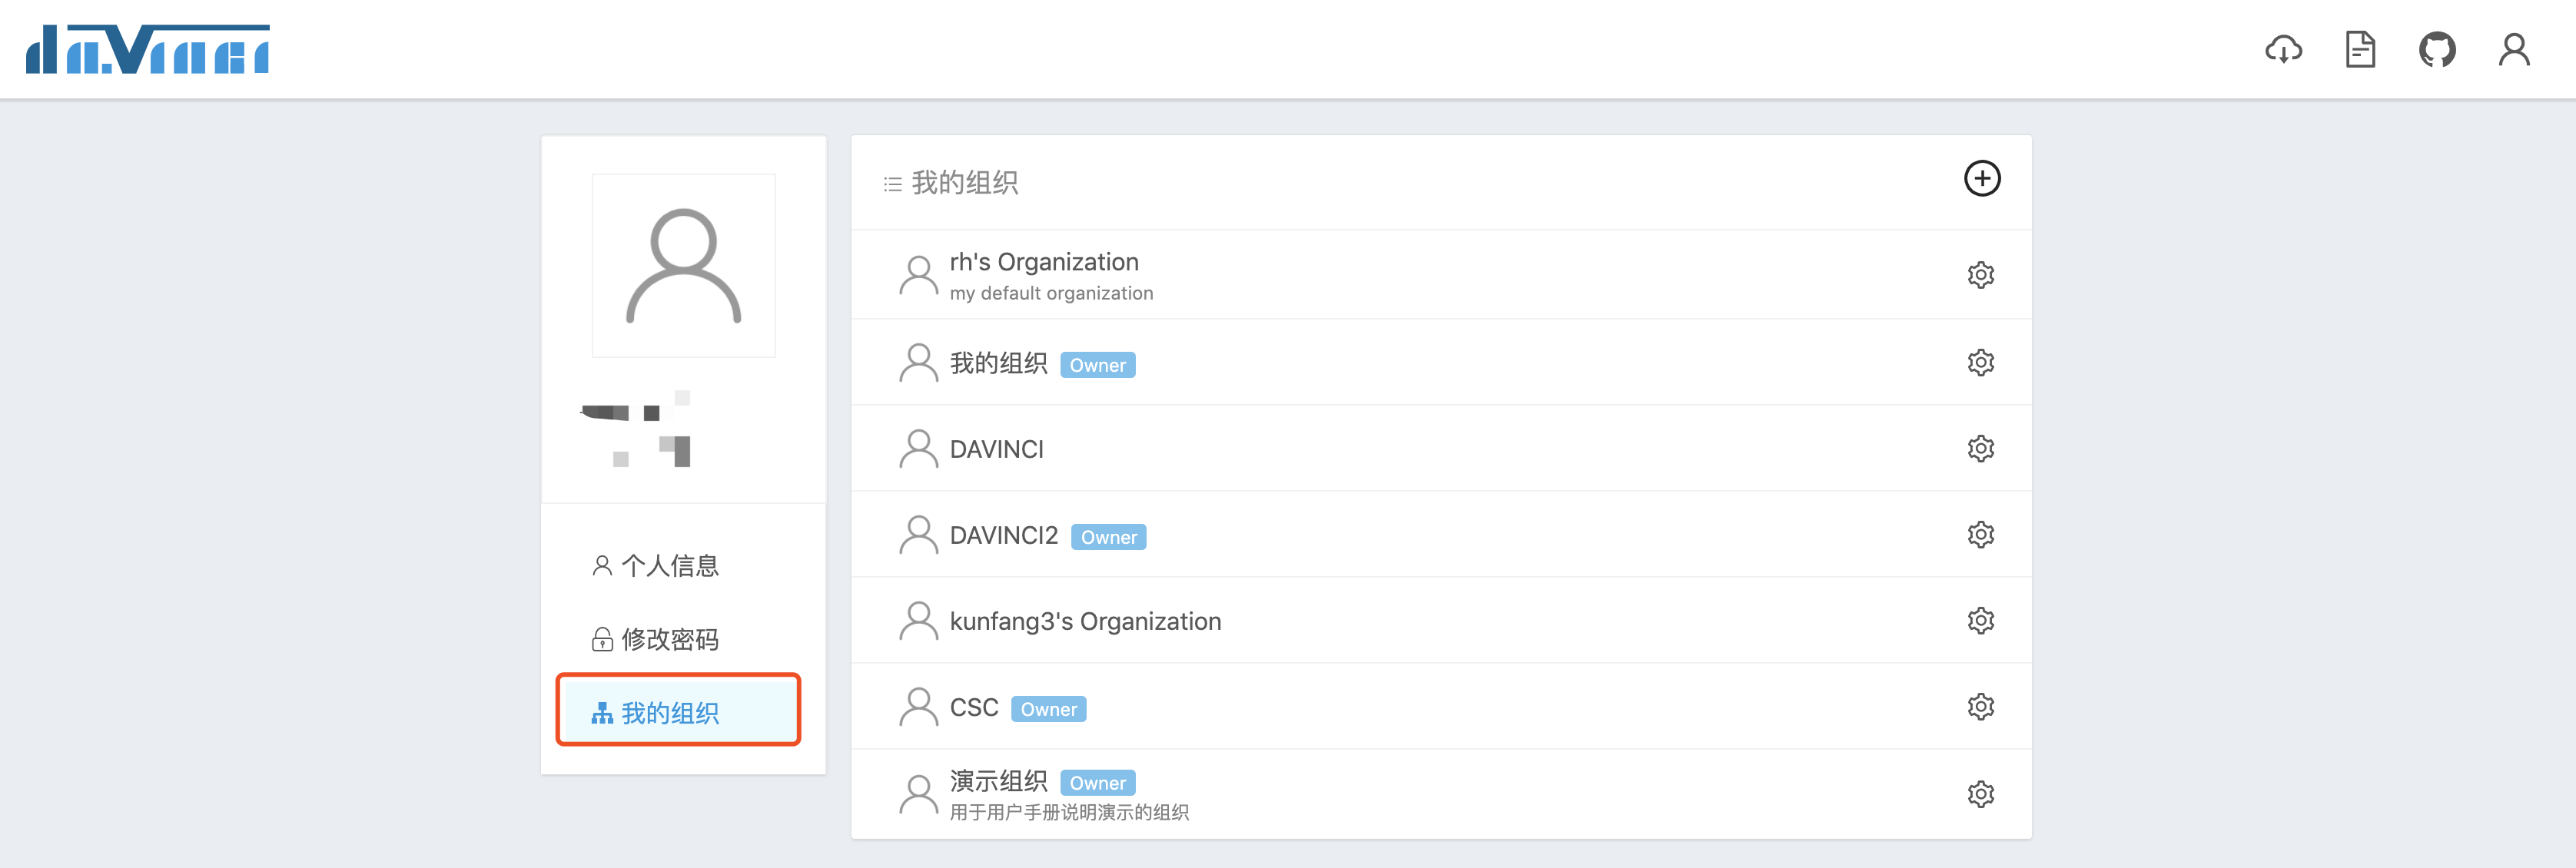 da.Vinci
我的组织
rh's Organization
my default organization
我的组织 Owner
DAVINCI
DAVINCI2 Owner
kunfang3's Organization
CSC Owner
演示组织 Owner
用于用户手册说明演示的组织
个人信息
修改密码
我的组织